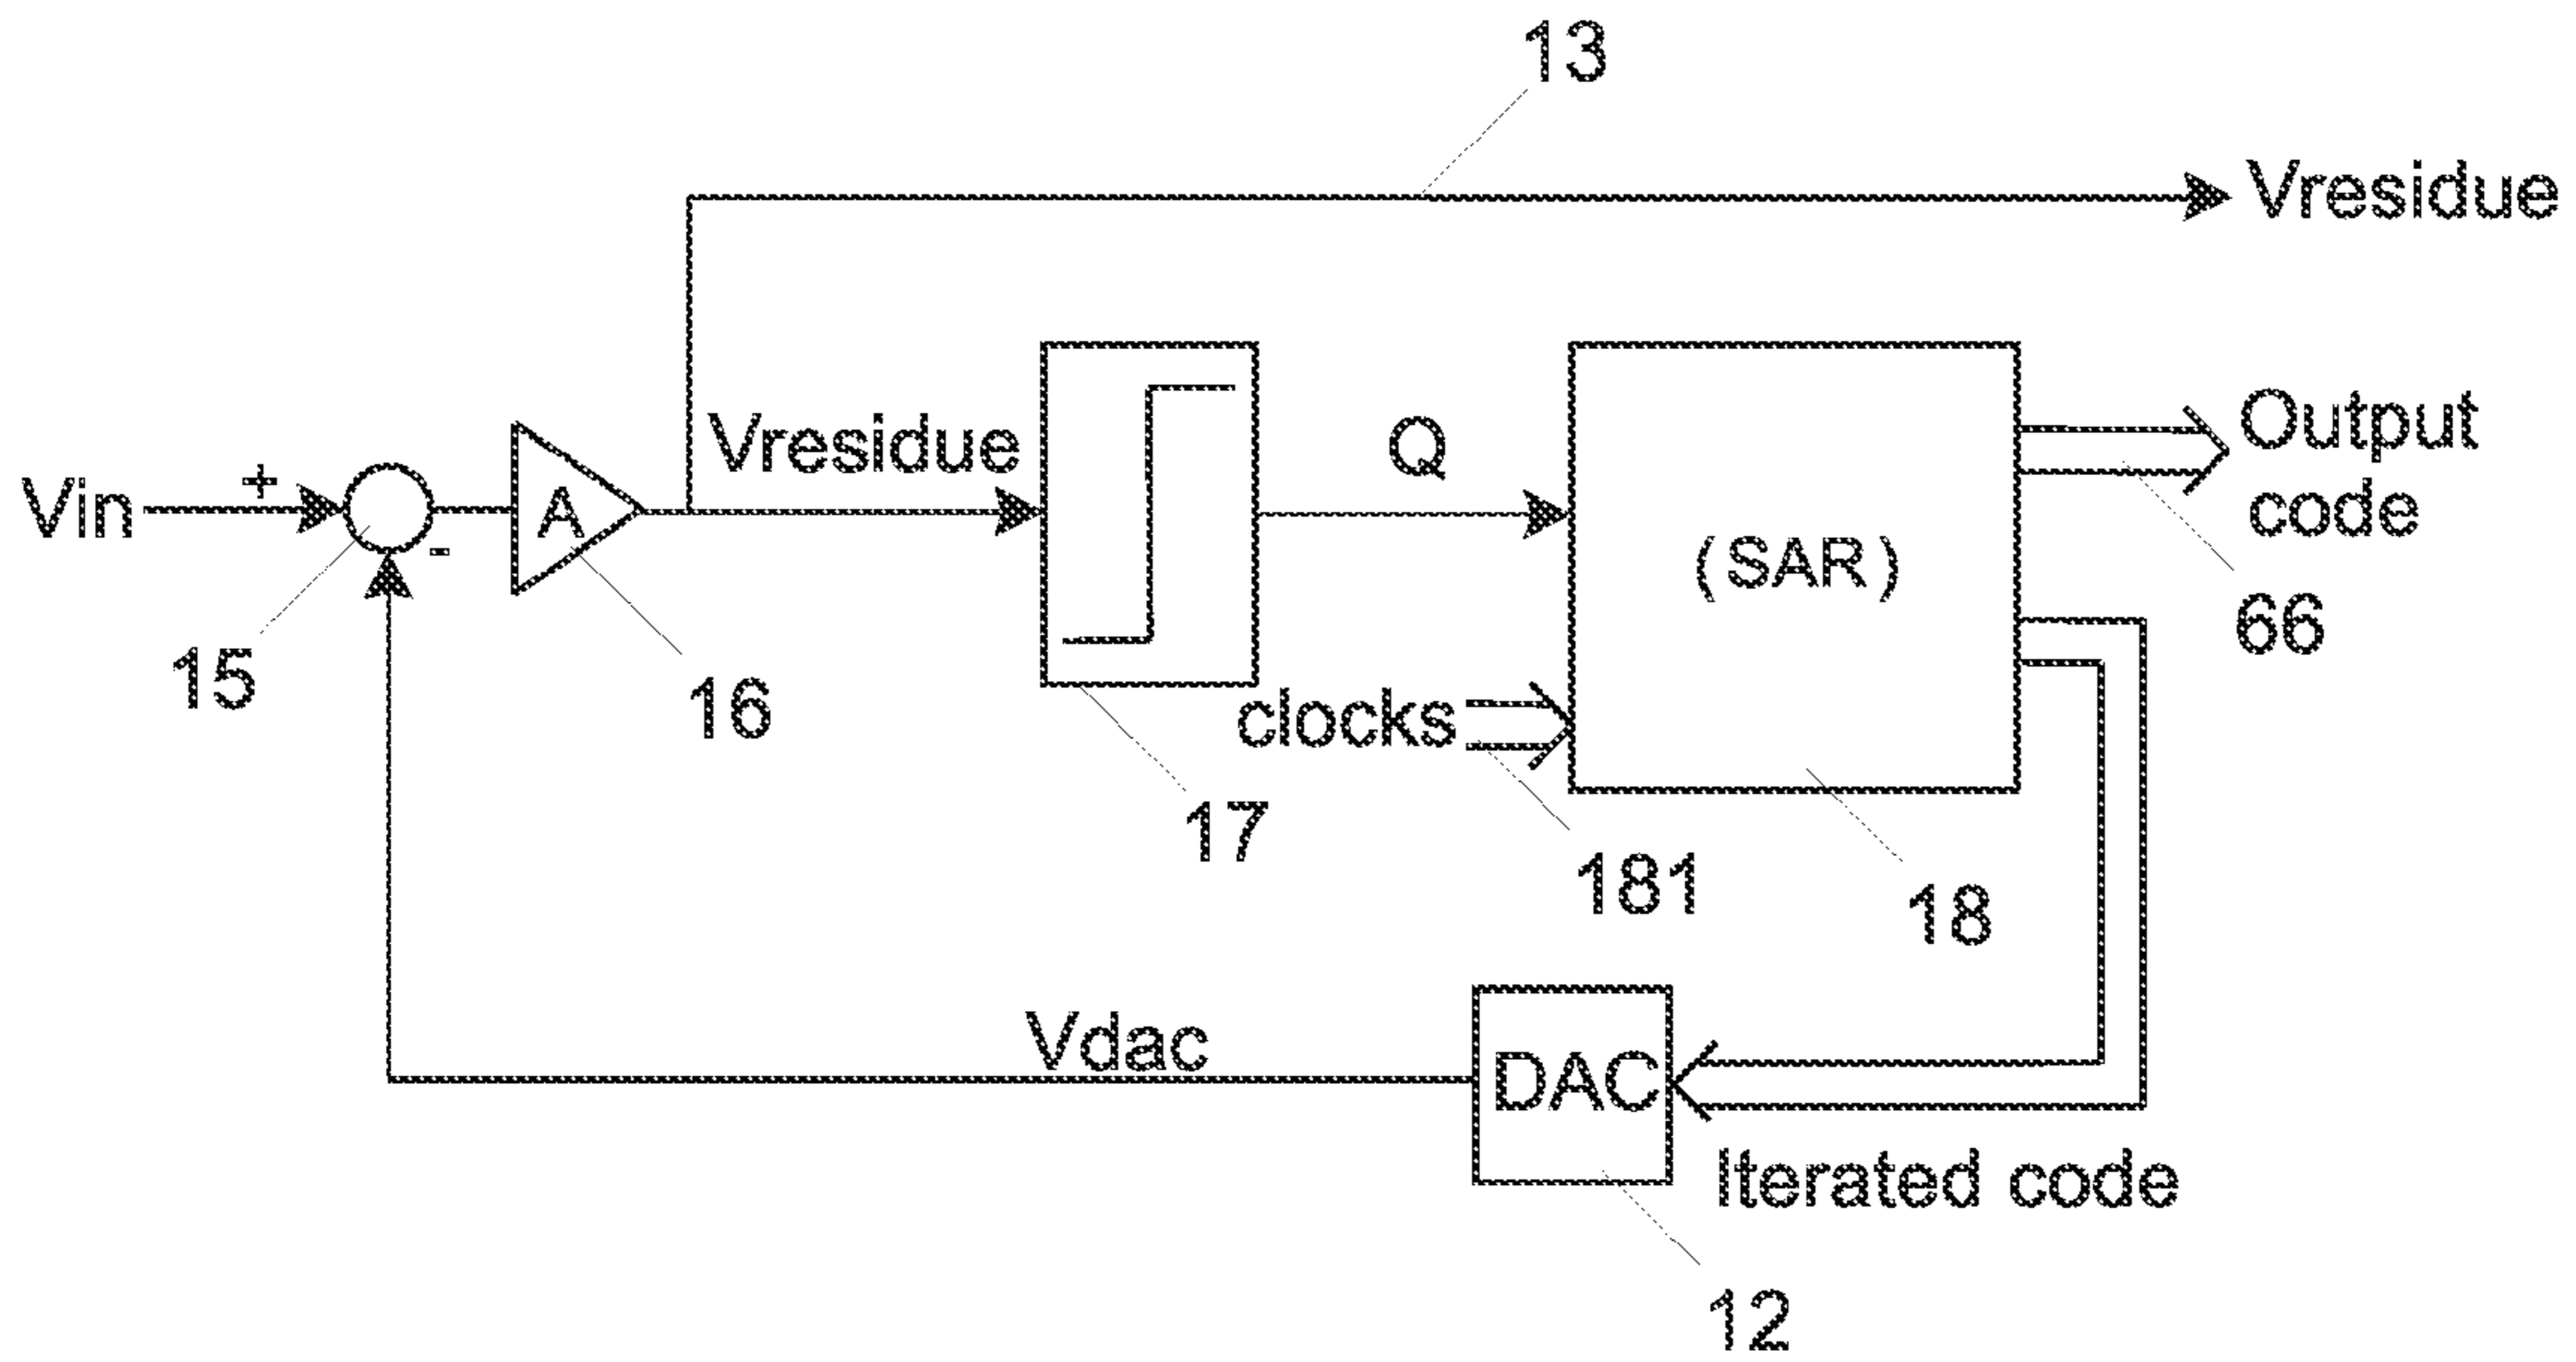 13
Vresidue
Vin
+
-
15
A
16
Vresidue
17
Q
(SAR)
clocks
181
18
Output
code
66
Vdac
DAC
Iterated code
12